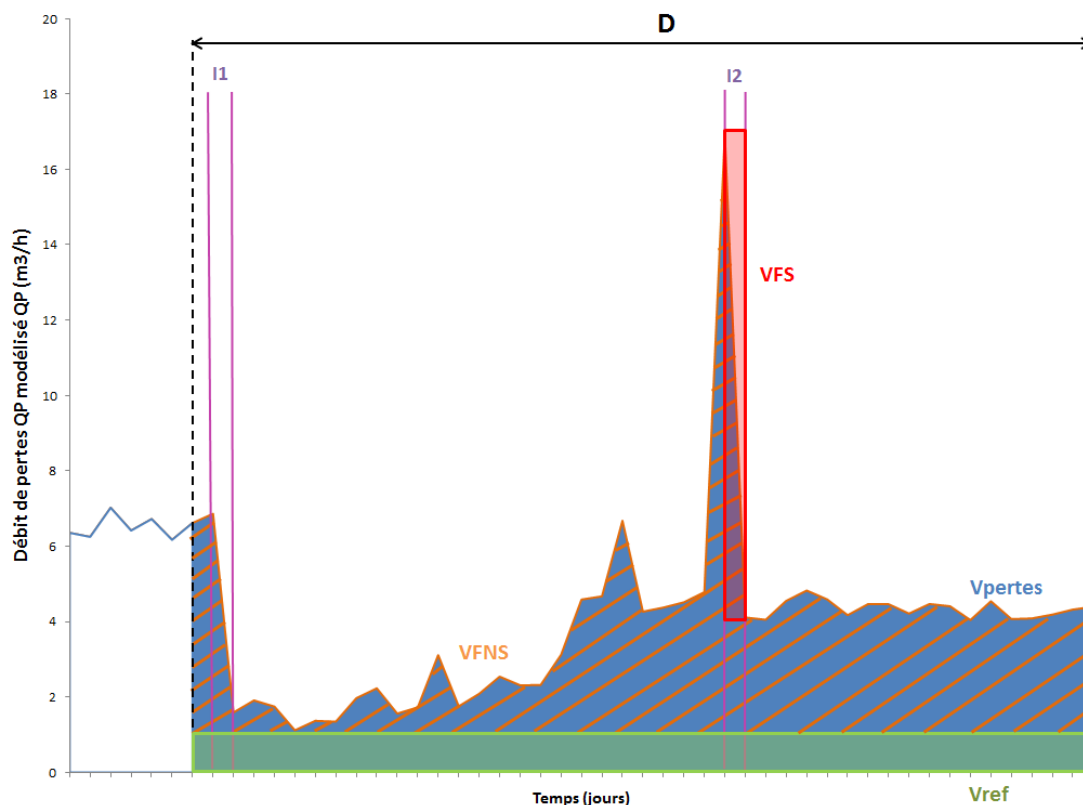 D
I1
I2
20
18
16
14
12
10
8
6
4
2
0
Débit de pertes QP modélisé QP (m3/h)
VFS
Vpertes
VFNS
Temps (jours)
Vref